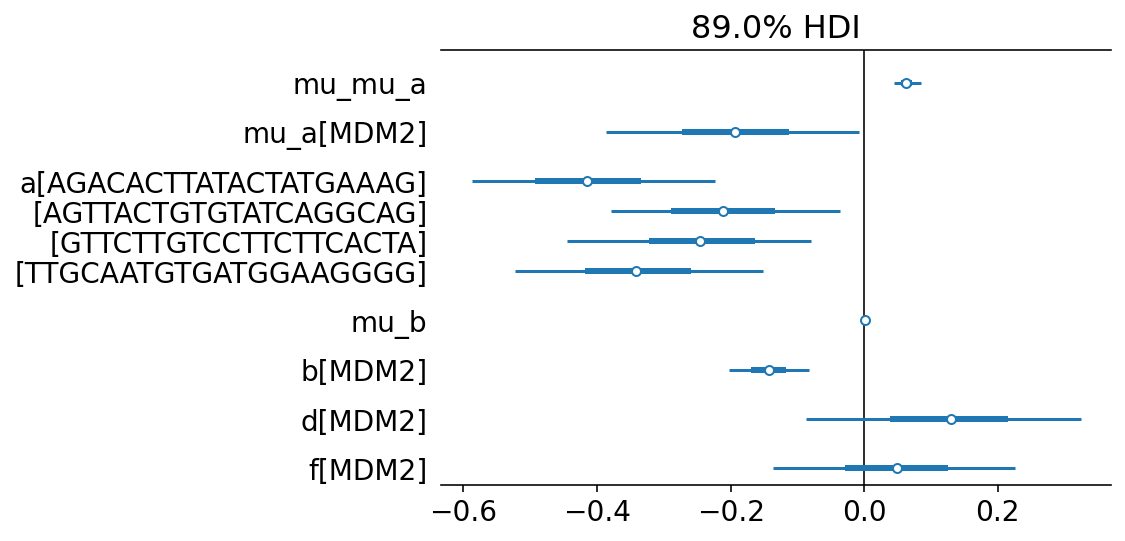 89.0% HDI
mu_mu_a
mu_a[MDM2]
a[AGACACTTATACTATGAAAG]
[AGTTACTGTGTATCAGGCAG]
[GTTCTTGTCCTTCTTCACTA]
[TTGCAATGTGATGGAAGGGG]
mu_b
b[MDM2]
d[MDM2]
f[MDM2]
−0.6 −0.4 −0.2 0.0 0.2